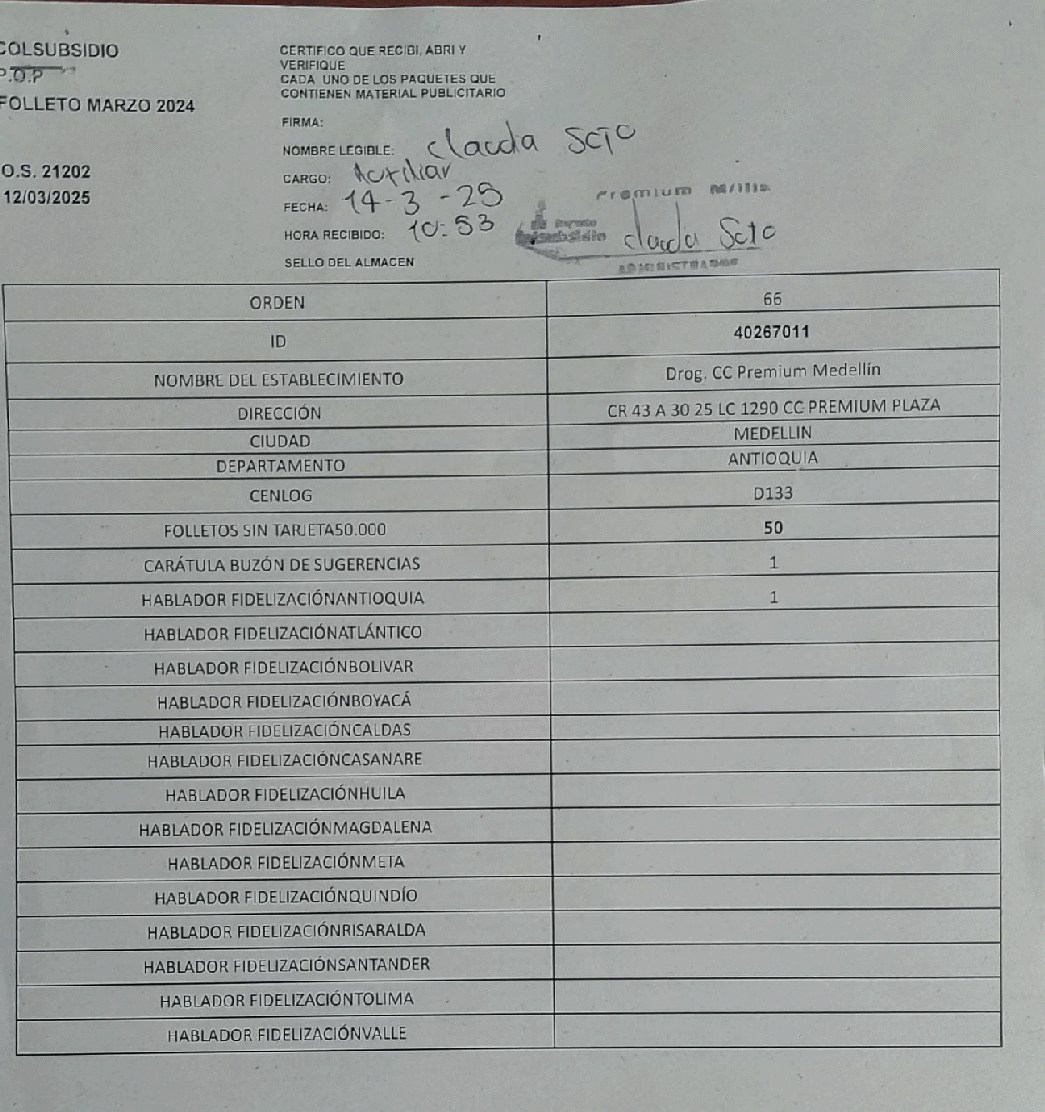 COLSUBSIDIO
P.O.P
FOLLETO MARZO 2024
O.S. 21202
12/03/2025
CERTIFICO QUE RECIBI, ABRI Y
VERIFIQUE
CADA UNO DE LOS PAQUETES QUE
CONTIENEN MATERIAL PUBLICITARIO
FIRMA:
NOMBRE LEGIBLE: Claudia Soto
CARGO: Auxiliar
FECHA: 14-3-25
HORA RECIBIDO: 10:53
SELLO DEL ALMACEN
Premium
Claudia Soto
ADMINISTRADOR
ORDEN 66
ID 40267011
NOMBRE DEL ESTABLECIMIENTO Drog. CC Premium Medellín
DIRECCIÓN CR 43 A 30 25 LC 1290 CC PREMIUM PLAZA
CIUDAD MEDELLIN
DEPARTAMENTO ANTIOQUIA
CENLOG D133
FOLLETOS SIN TARJETA50.000 50
CARÁTULA BUZÓN DE SUGERENCIAS 1
HABLADOR FIDELIZACIÓNANTIOQUIA 1
HABLADOR FIDELIZACIÓNATLÁNTICO
HABLADOR FIDELIZACIÓNBOLIVAR
HABLADOR FIDELIZACIÓNBOYACÁ
HABLADOR FIDELIZACIÓNCALDAS
HABLADOR FIDELIZACIÓNCASANARE
HABLADOR FIDELIZACIÓNHUILA
HABLADOR FIDELIZACIÓNMAGDALENA
HABLADOR FIDELIZACIÓNMETA
HABLADOR FIDELIZACIÓNQUINDÍO
HABLADOR FIDELIZACIÓNRISARALDA
HABLADOR FIDELIZACIÓNSANTANDER
HABLADOR FIDELIZACIÓNTOLIMA
HABLADOR FIDELIZACIÓNVALLE